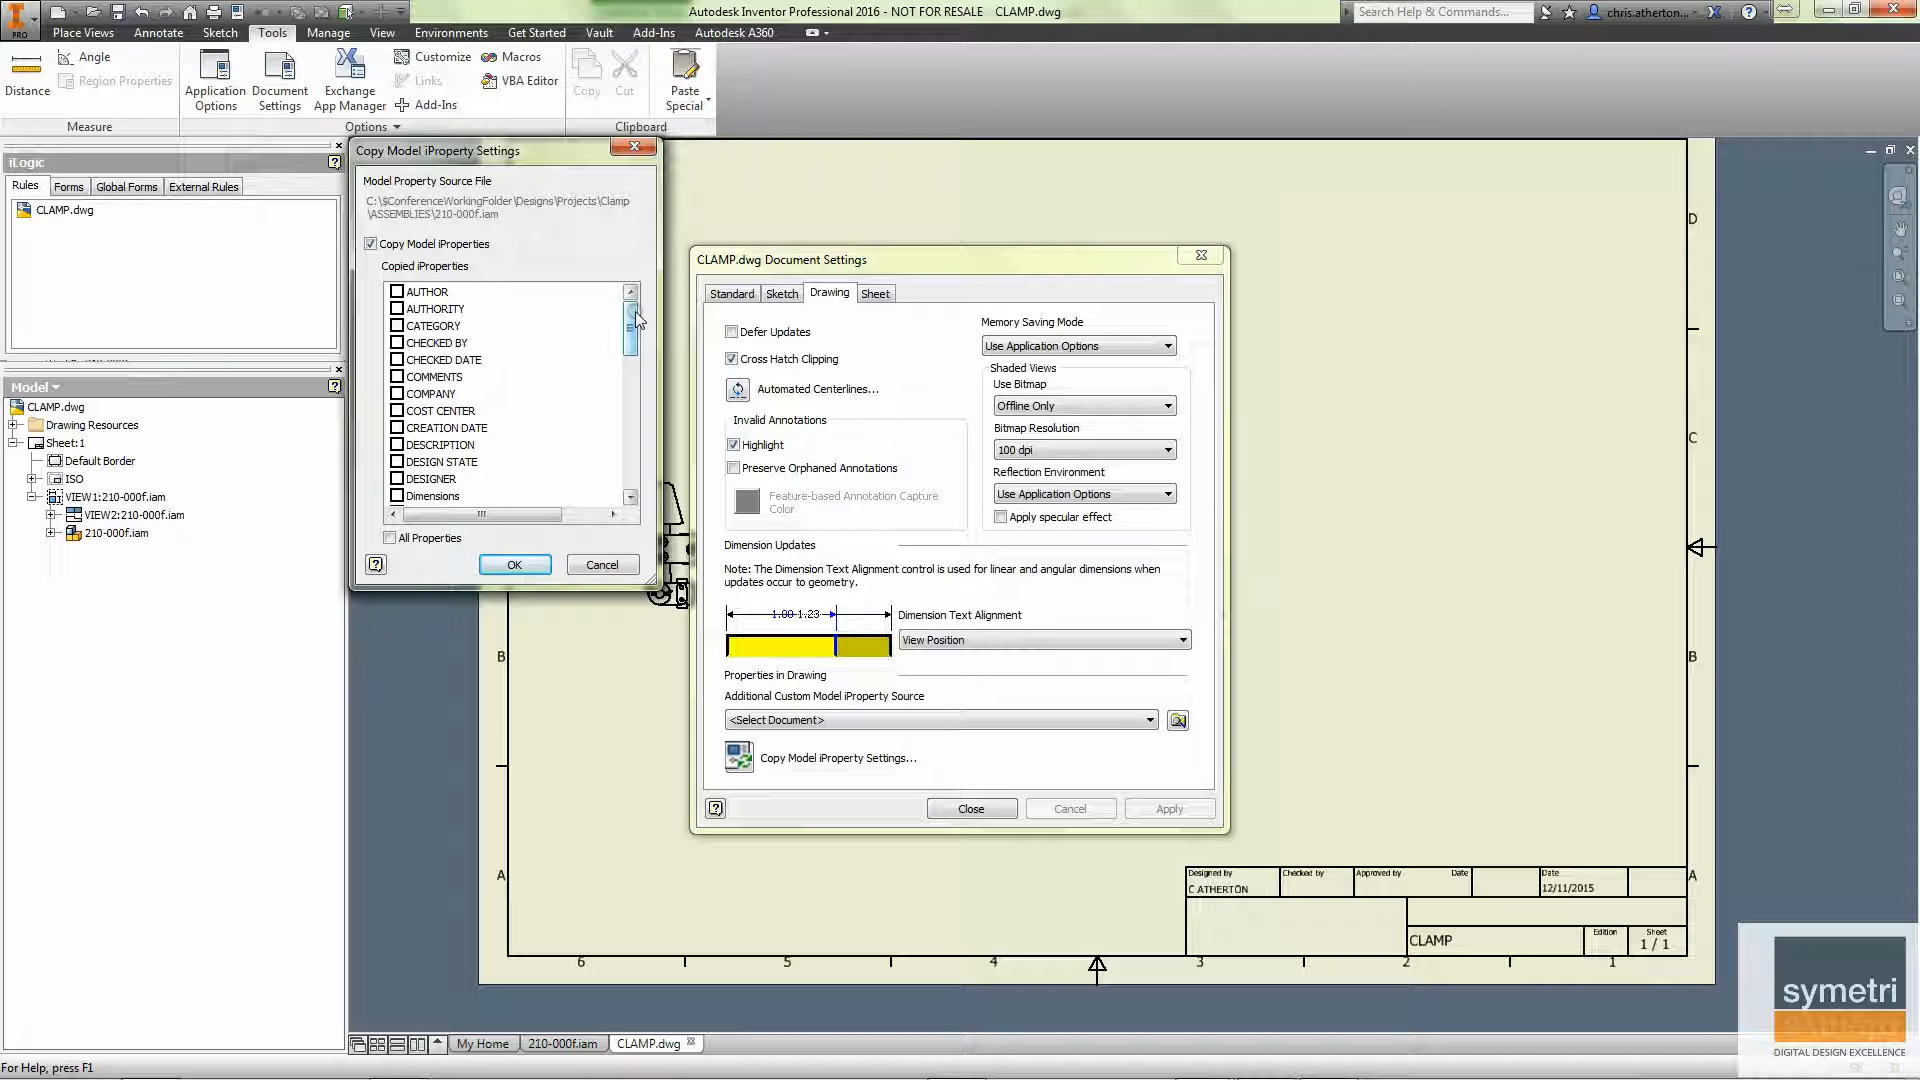 Autodesk Inventor Professional 2016 - NOT FOR RESALE CLAMP.dwg
Search Help & Commands...
chris.atherton...
PRO
Place Views
Annotate
Sketch
Tools
Manage
View
Environments
Get Started
Vault
Add-Ins
Autodesk A360
Distance
Angle
Region Properties
Measure
Application Options
Document Settings
Exchange App Manager
Customize
Links
Add-Ins
Macros
VBA Editor
Options
Copy
Cut
Paste Special
Clipboard
iLogic
Rules
Forms
Global Forms
External Rules
CLAMP.dwg
Model
CLAMP.dwg
Drawing Resources
Sheet:1
Default Border
ISO
VIEW1:210-000f.iam
VIEW2:210-000f.iam
210-000f.iam
Copy Model iProperty Settings
Model Property Source File
C:\$ConferenceWorkingFolder\Designs\Projects\Clamp
\ASSEMBLIES\210-000f.iam
Copy Model iProperties
Copied iProperties
AUTHOR
AUTHORITY
CATEGORY
CHECKED BY
CHECKED DATE
COMMENTS
COMPANY
COST CENTER
CREATION DATE
DESCRIPTION
DESIGN STATE
DESIGNER
Dimensions
All Properties
OK
Cancel
CLAMP.dwg Document Settings
Standard
Sketch
Drawing
Sheet
Defer Updates
Cross Hatch Clipping
Automated Centerlines...
Invalid Annotations
Highlight
Preserve Orphaned Annotations
Feature-based Annotation Capture
Color
Memory Saving Mode
Use Application Options
Shaded Views
Use Bitmap
Offline Only
Bitmap Resolution
100 dpi
Reflection Environment
Use Application Options
Apply specular effect
Dimension Updates
Note: The Dimension Text Alignment control is used for linear and angular dimensions when
updates occur to geometry.
1.00 1.23
Dimension Text Alignment
View Position
Properties in Drawing
Additional Custom Model iProperty Source
<Select Document>
Copy Model iProperty Settings...
Close
Cancel
Apply
D
C
B
B
A
A
Designed by
C ATHERTON
Checked by
Approved by
Date
Date
12/11/2015
CLAMP
Edition
Sheet
1 / 1
6
5
4
3
2
1
My Home
210-000f.iam
CLAMP.dwg
For Help, press F1
symetri
DIGITAL DESIGN EXCELLENCE